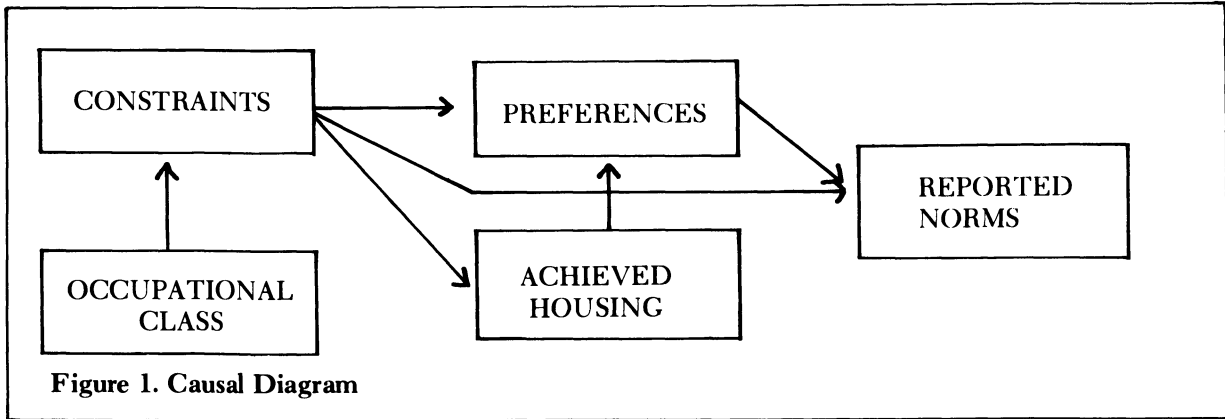 CONSTRAINTS
PREFERENCES
REPORTED
NORMS
OCCUPATIONAL
CLASS
ACHIEVED
HOUSING
Figure 1. Causal Diagram